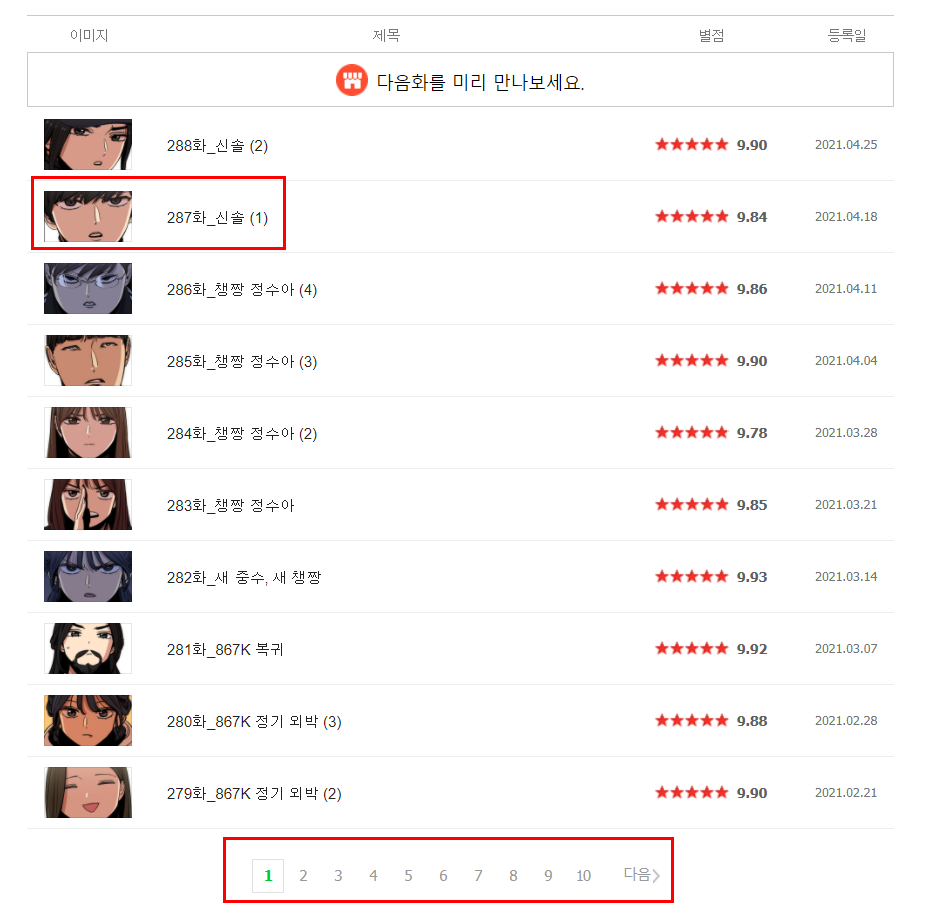 이미지 제목 별점 등록일
다음화를 미리 만나보세요.
288화_신솔 (2) ★★★★★ 9.90 2021.04.25
287화_신솔 (1) ★★★★★ 9.84 2021.04.18
286화_챙짱 정수아 (4) ★★★★★ 9.86 2021.04.11
285화_챙짱 정수아 (3) ★★★★★ 9.90 2021.04.04
284화_챙짱 정수아 (2) ★★★★★ 9.78 2021.03.28
283화_챙짱 정수아 ★★★★★ 9.85 2021.03.21
282화_새 중수, 새 챙짱 ★★★★★ 9.93 2021.03.14
281화_867K 복귀 ★★★★★ 9.92 2021.03.07
280화_867K 정기 외박 (3) ★★★★★ 9.88 2021.02.28
279화_867K 정기 외박 (2) ★★★★★ 9.90 2021.02.21
1 2 3 4 5 6 7 8 9 10 다음>